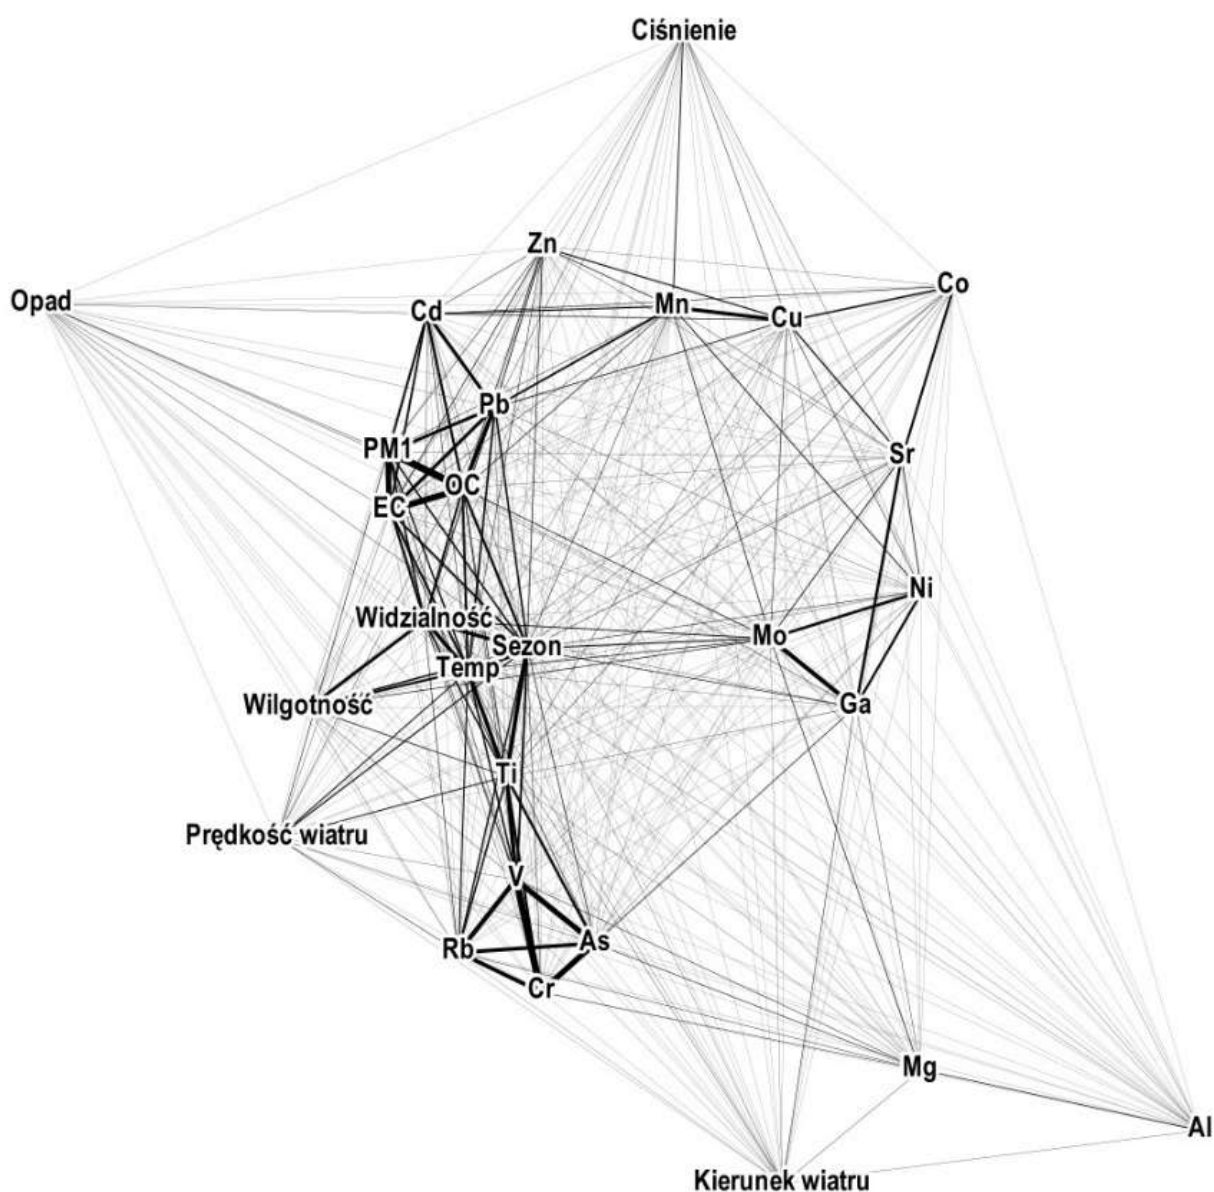 Ciśnienie
Zn
Opad
Co
Cd
Mn
Cu
Pb
PM1
Sr
OC
EC
Ni
Widzialność
Sezon
Mo
Temp
Wilgotność
Ga
Ti
Prędkość wiatru
V
Rb
As
Cr
Mg
Al
Kierunek wiatru